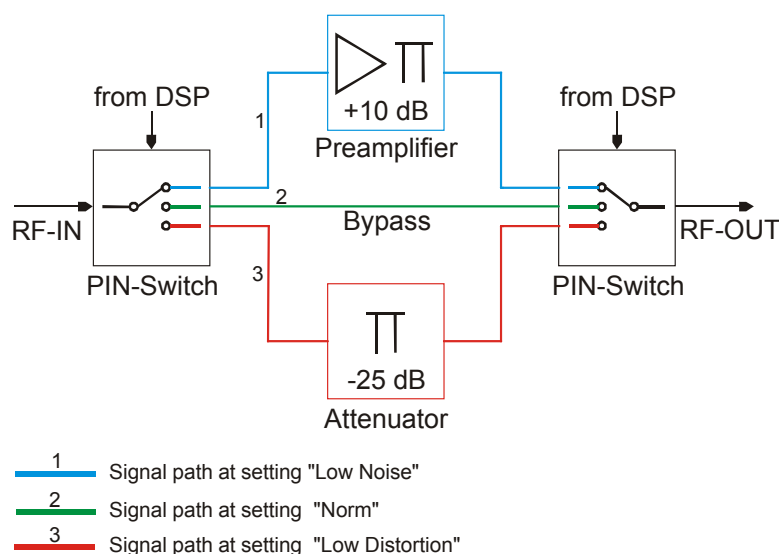 from DSP
from DSP
+10 dB
Preamplifier
1
2
Bypass
RF-IN
RF-OUT
PIN-Switch
PIN-Switch
3
-25 dB
Attenuator
1 Signal path at setting "Low Noise"
2 Signal path at setting "Norm"
3 Signal path at setting "Low Distortion"